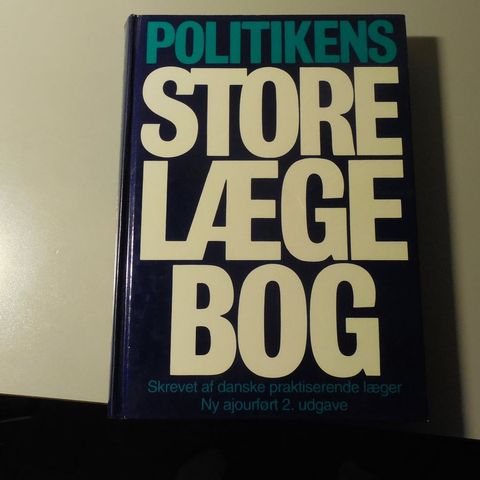 POLITIKENS
STORE
LÆGE
BOG
Skrevet af danske praktiserende læger
Ny ajourført 2. udgave